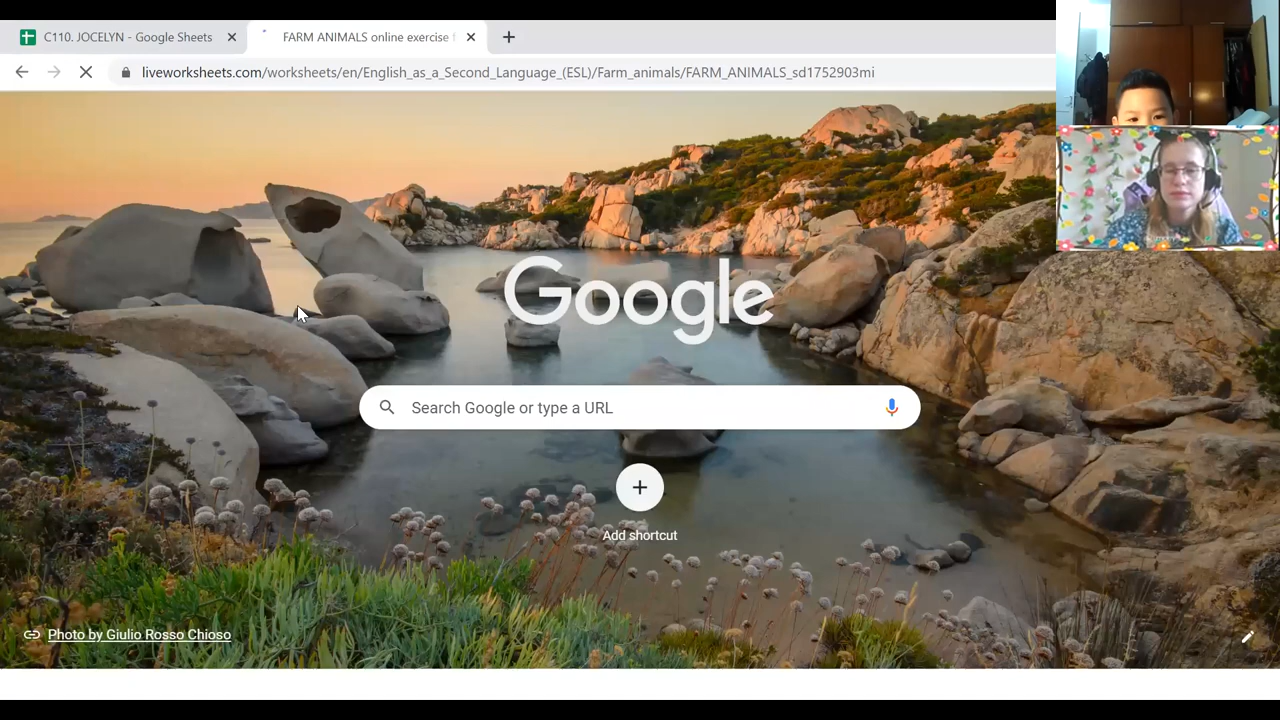 C110. JOCELYN - Google Sheets
FARM ANIMALS online exercise f
liveworksheets.com/worksheets/en/English_as_a_Second_Language_(ESL)/Farm_animals/FARM_ANIMALS_sd1752903mi
Google
Search Google or type a URL
Add shortcut
Photo by Giulio Rosso Chioso